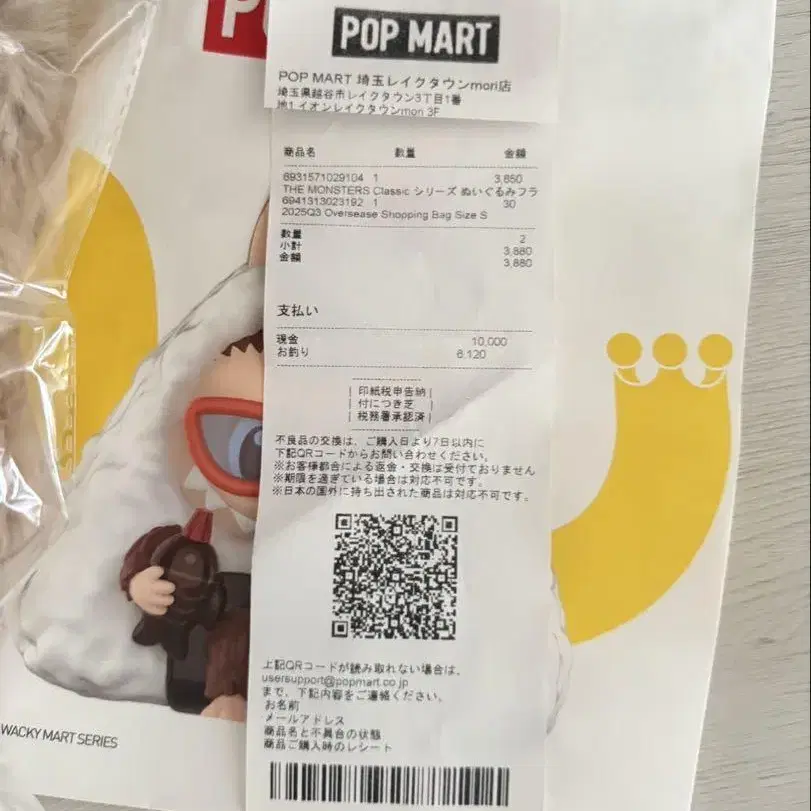 PO
POP MART
POP MART 埼玉レイクタウンmori店
埼玉県越谷市レイクタウン3丁目1番
地1 イオンレイクタウンmori 3F
商品名 数量 金額
6931571029104 1 3,850
THE MONSTERS Classic シリーズ ぬいぐるみフラ
6941313023192 1 30
2025Q3 Oversease Shopping Bag Size S
数量 2
小計 3,880
金額 3,880
支払い
現金 10,000
お釣り 6,120
印紙税申告納
付につき芝
税務署承認済
不良品の交換は、ご購入日より7日以内に
下記QRコードからお問い合わせください。
※お客様都合による返金・交換は受付ておりません
※期限を過ぎている場合は対応不可です。
※日本の国外に持ち出された商品は対応不可です。
上記QRコードが読み取れない場合は、
usersupport@popmart.co.jp
まで、下記内容をご連絡ください。
お名前
メールアドレス
商品名と不具合の状態
商品ご購入時のレシート
WACKY MART SERIES